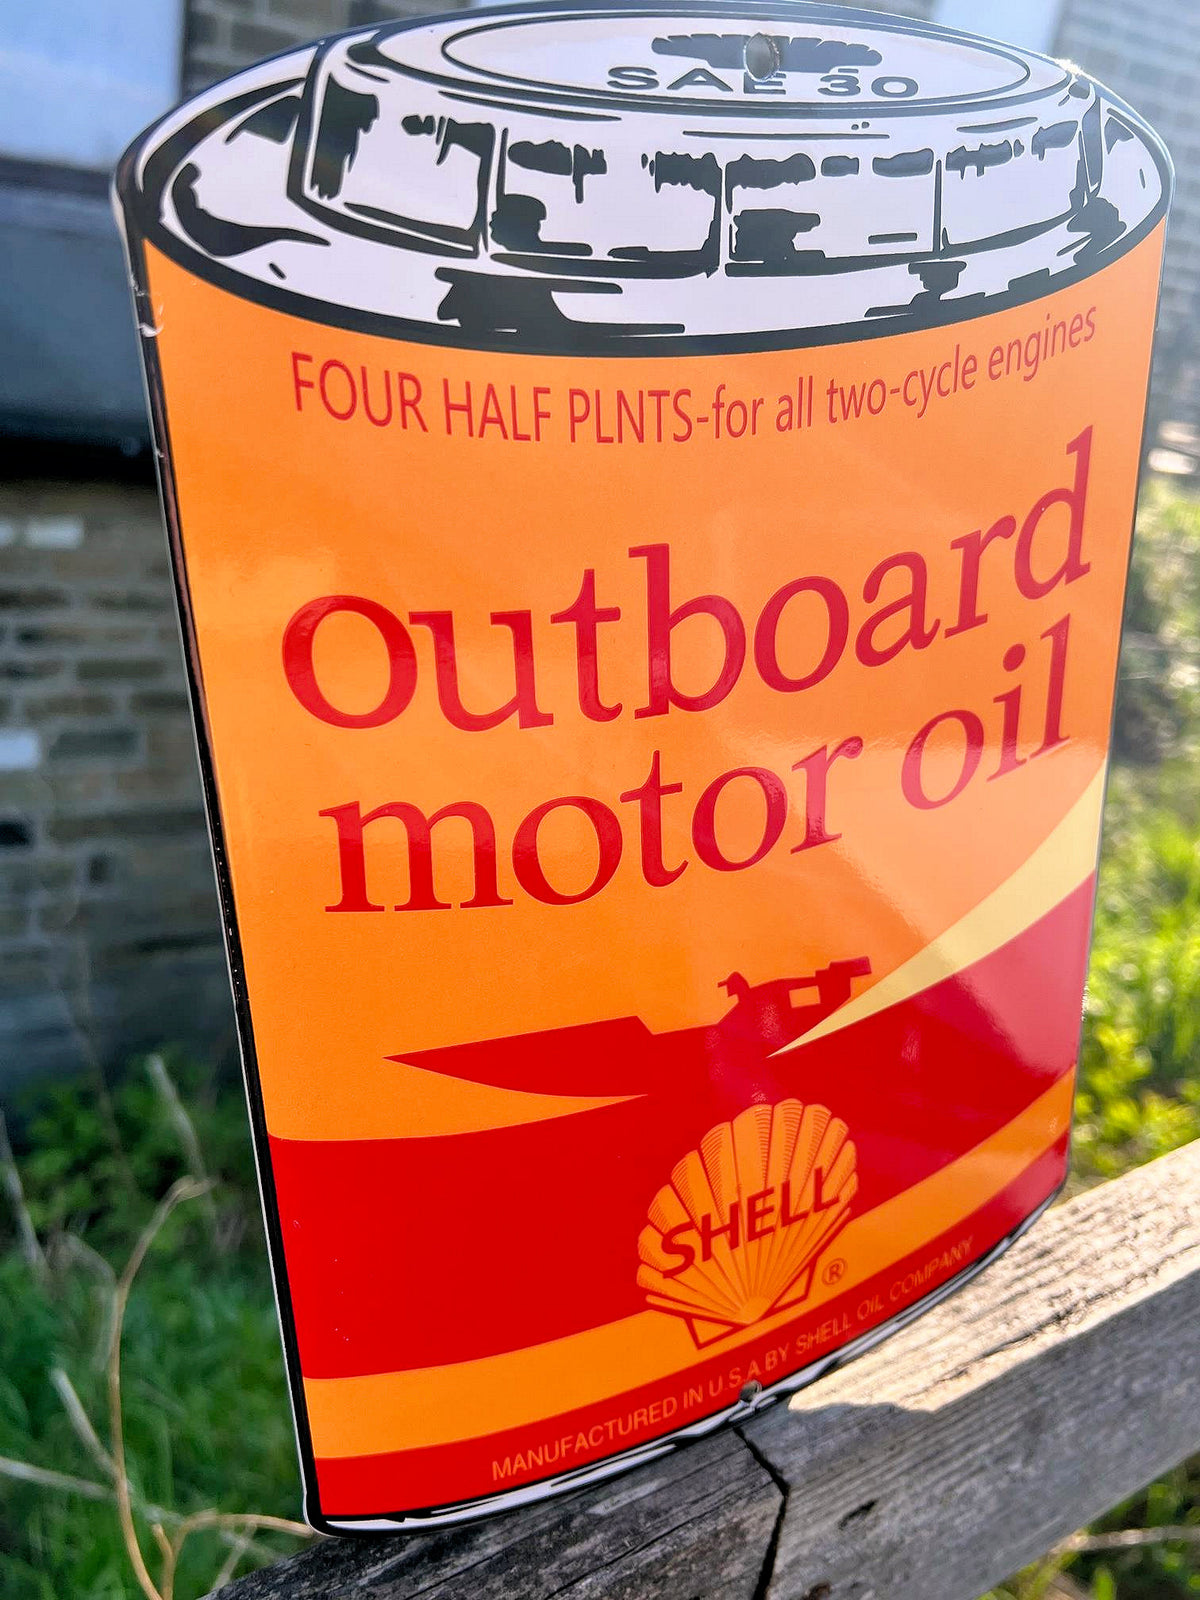 SAE 30
FOUR HALF PLNTS-for all two-cycle engines
outboard
motor oil
SHELL
®
MANUFACTURED IN U.S.A BY SHELL OIL COMPANY